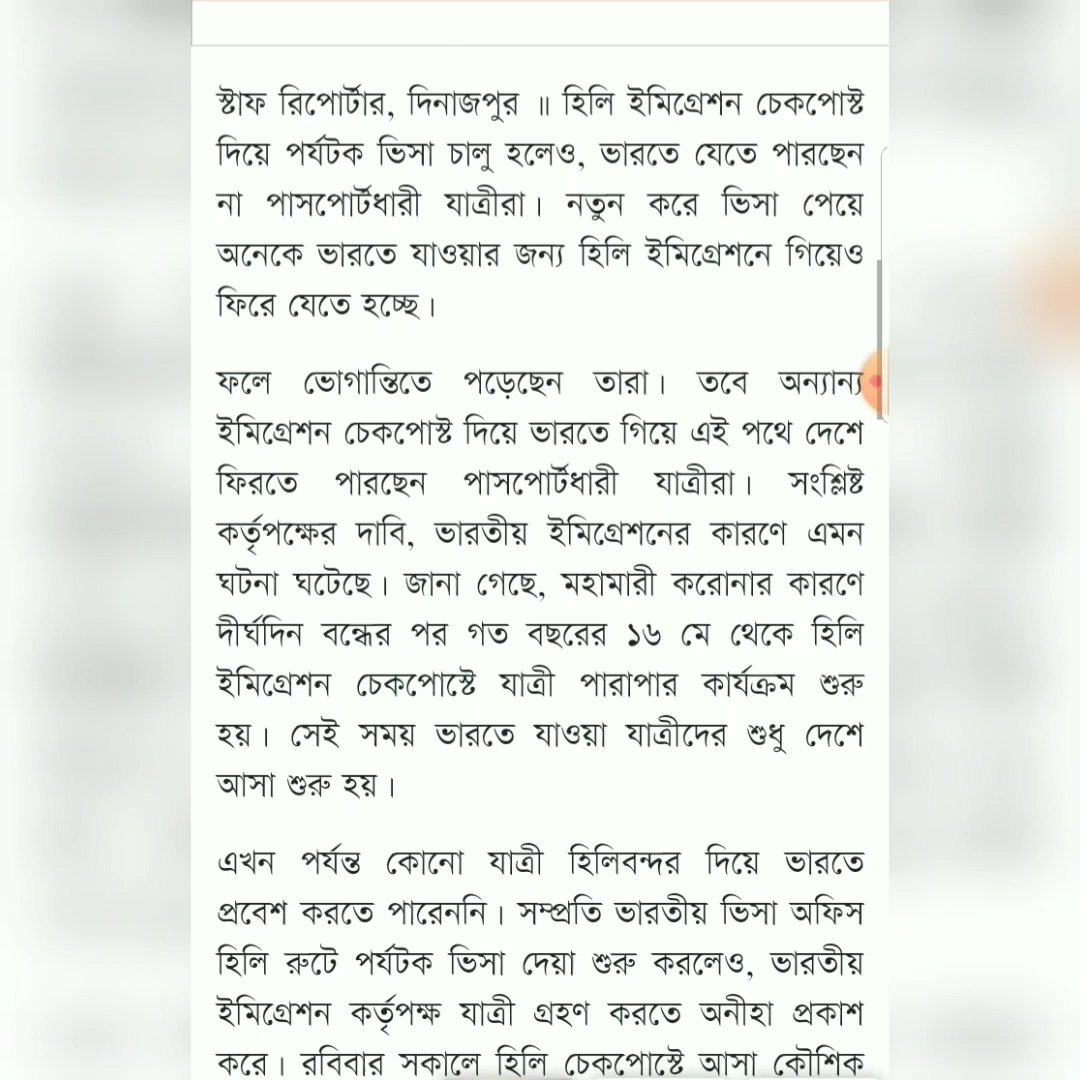 ষ্টাফ রিপোর্টার, দিনাজপুর ॥ হিলি ইমিগ্রেশন চেকপোস্ট
দিয়ে পর্যটক ভিসা চালু হলেও, ভারতে যেতে পারছেন
না পাসপোর্টধারী যাত্রীরা। নতুন করে ভিসা পেয়ে
অনেকে ভারতে যাওয়ার জন্য হিলি ইমিগ্রেশনে গিয়েও
ফিরে যেতে হচ্ছে।
ফলে ভোগান্তিতে পড়েছেন তারা। তবে অন্যান্য
ইমিগ্রেশন চেকপোস্ট দিয়ে ভারতে গিয়ে এই পথে দেশে
ফিরতে পারছেন পাসপোর্টধারী যাত্রীরা। সংশ্লিষ্ট
কর্তৃপক্ষের দাবি, ভারতীয় ইমিগ্রেশনের কারণে এমন
ঘটনা ঘটেছে। জানা গেছে, মহামারী করোনার কারণে
দীর্ঘদিন বন্ধের পর গত বছরের ১৬ মে থেকে হিলি
ইমিগ্রেশন চেকপোস্টে যাত্রী পারাপার কার্যক্রম শুরু
হয়। সেই সময় ভারতে যাওয়া যাত্রীদের শুধু দেশে
আসা শুরু হয়।
এখন পর্যন্ত কোনো যাত্রী হিলিবন্দর দিয়ে ভারতে
প্রবেশ করতে পারেননি। সম্প্রতি ভারতীয় ভিসা অফিস
হিলি রুটে পর্যটক ভিসা দেয়া শুরু করলেও, ভারতীয়
ইমিগ্রেশন কর্তৃপক্ষ যাত্রী গ্রহণ করতে অনীহা প্রকাশ
করে। রবিবার সকালে হিলি চেকপোস্টে আসা কৌশিক